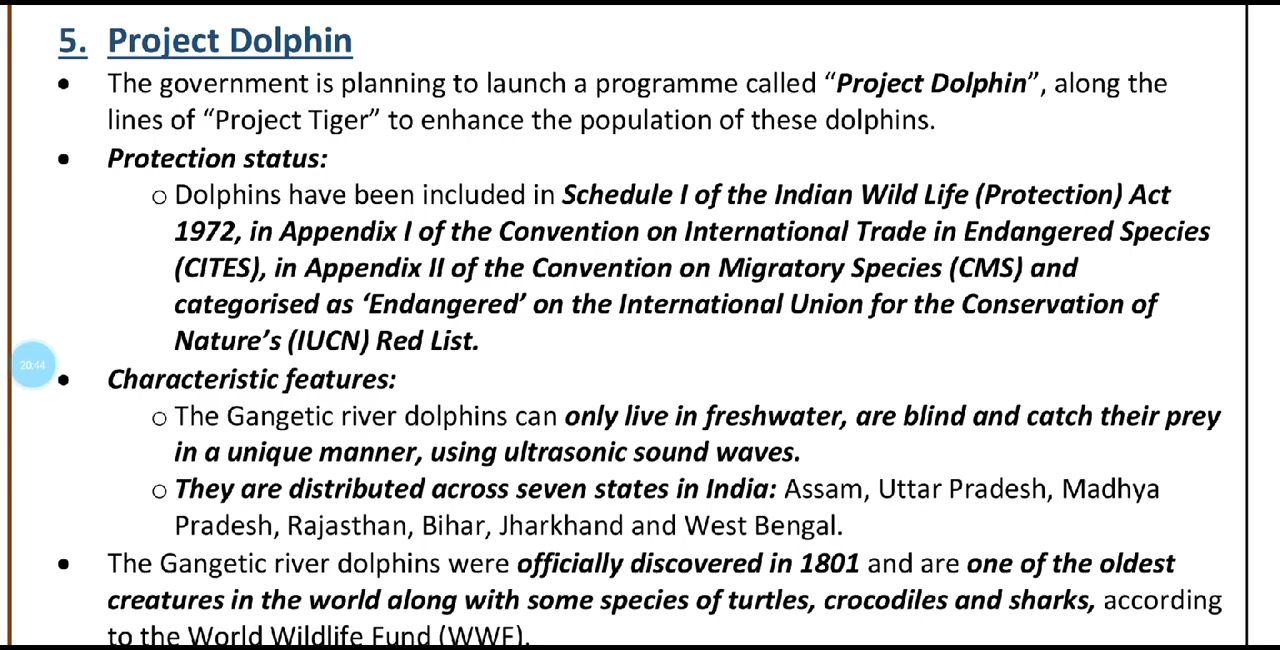 5. Project Dolphin
• The government is planning to launch a programme called “Project Dolphin”, along the
lines of “Project Tiger” to enhance the population of these dolphins.
• Protection status:
o Dolphins have been included in Schedule I of the Indian Wild Life (Protection) Act
1972, in Appendix I of the Convention on International Trade in Endangered Species
(CITES), in Appendix II of the Convention on Migratory Species (CMS) and
categorised as ‘Endangered’ on the International Union for the Conservation of
Nature’s (IUCN) Red List.
20:44
• Characteristic features:
o The Gangetic river dolphins can only live in freshwater, are blind and catch their prey
in a unique manner, using ultrasonic sound waves.
o They are distributed across seven states in India: Assam, Uttar Pradesh, Madhya
Pradesh, Rajasthan, Bihar, Jharkhand and West Bengal.
• The Gangetic river dolphins were officially discovered in 1801 and are one of the oldest
creatures in the world along with some species of turtles, crocodiles and sharks, according
to the World Wildlife Fund (WWF).